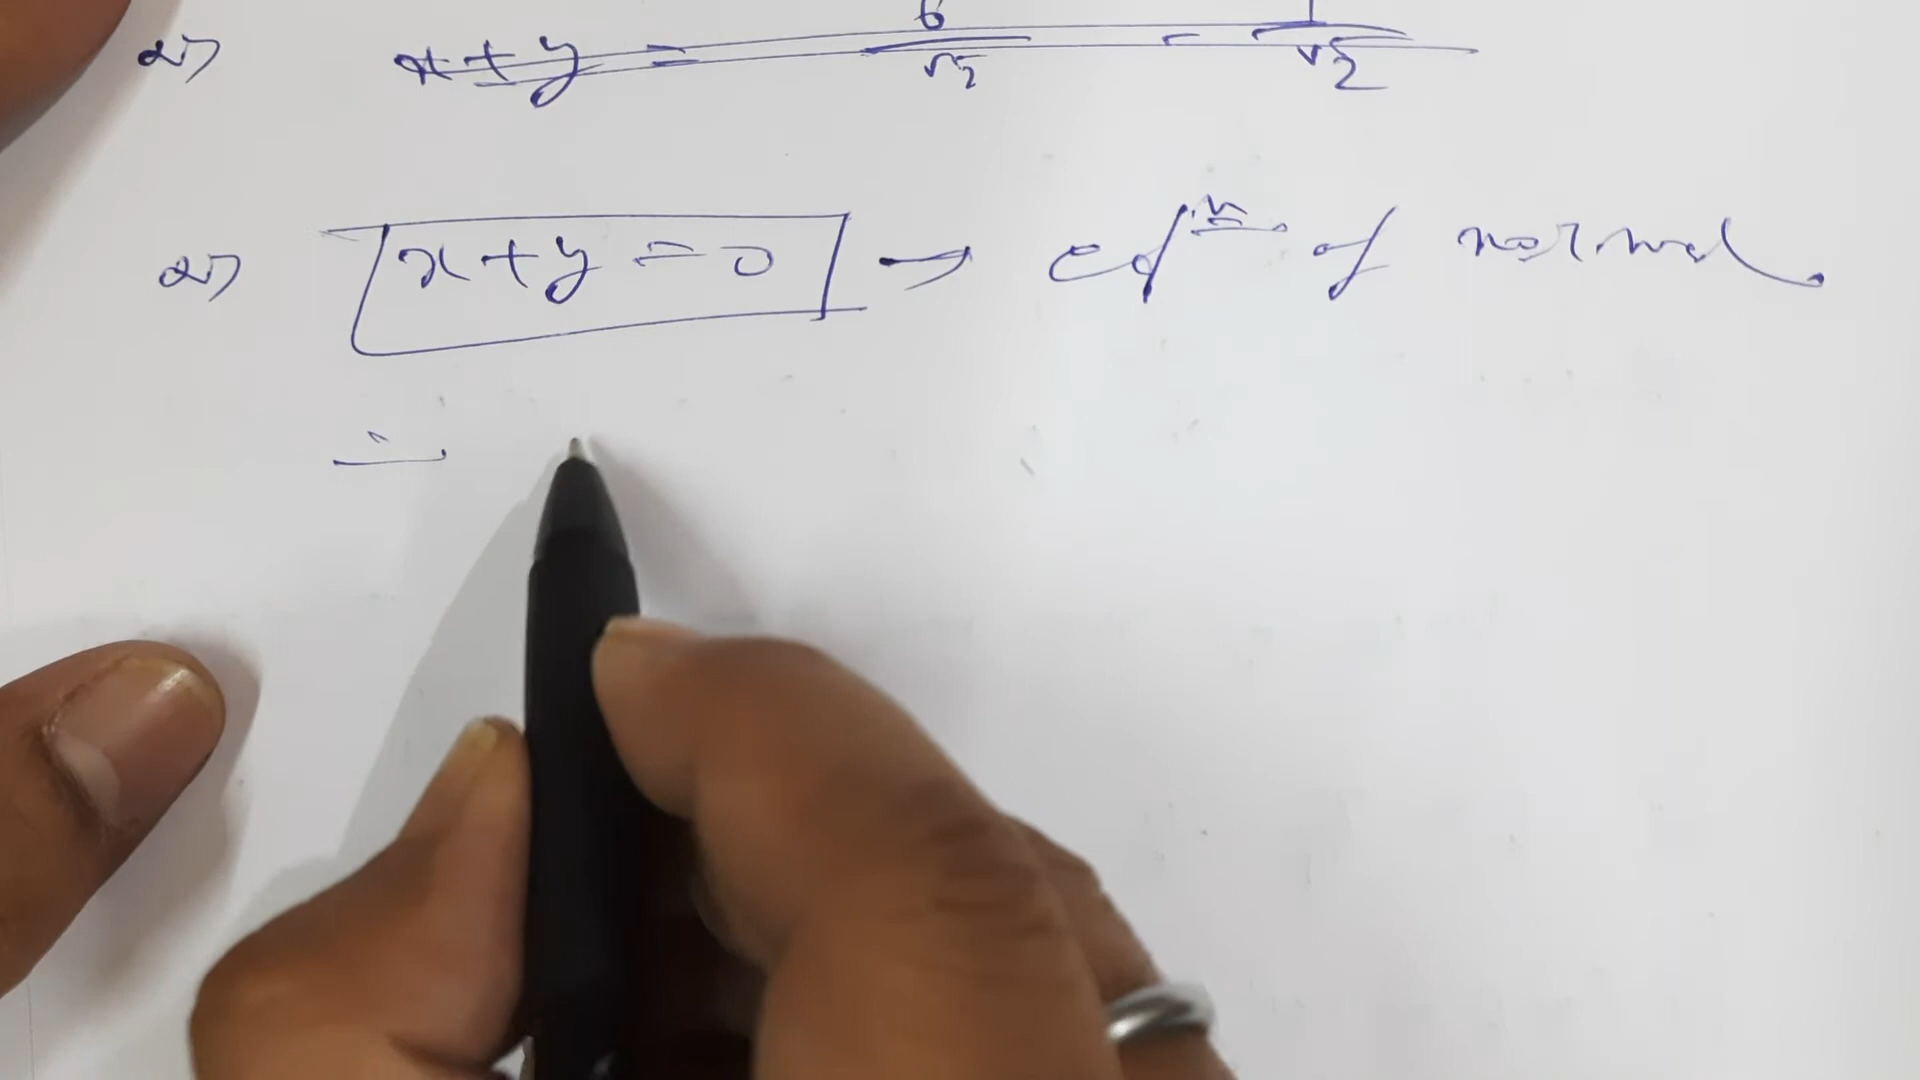 ⇒ x + y = 6/√2 - 1/√2
⇒ x + y = 0 → eqⁿ. of normal.